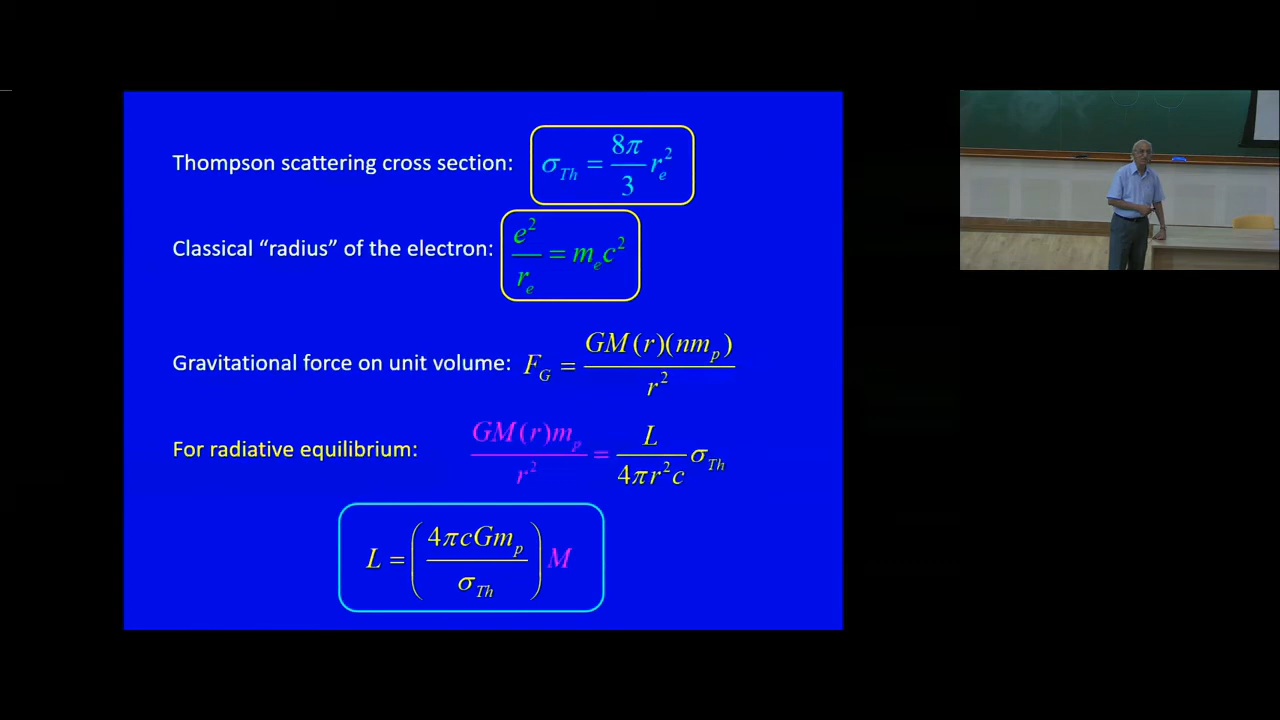 Thompson scattering cross section: σ_Th = 8π/3 r_e^2
Classical “radius” of the electron: e^2/r_e = m_e c^2
Gravitational force on unit volume: F_G = GM(r)(nm_p)/r^2
For radiative equilibrium: GM(r)m_p/r^2 = L/4πr^2c σ_Th
L = (4πcGm_p/σ_Th) M